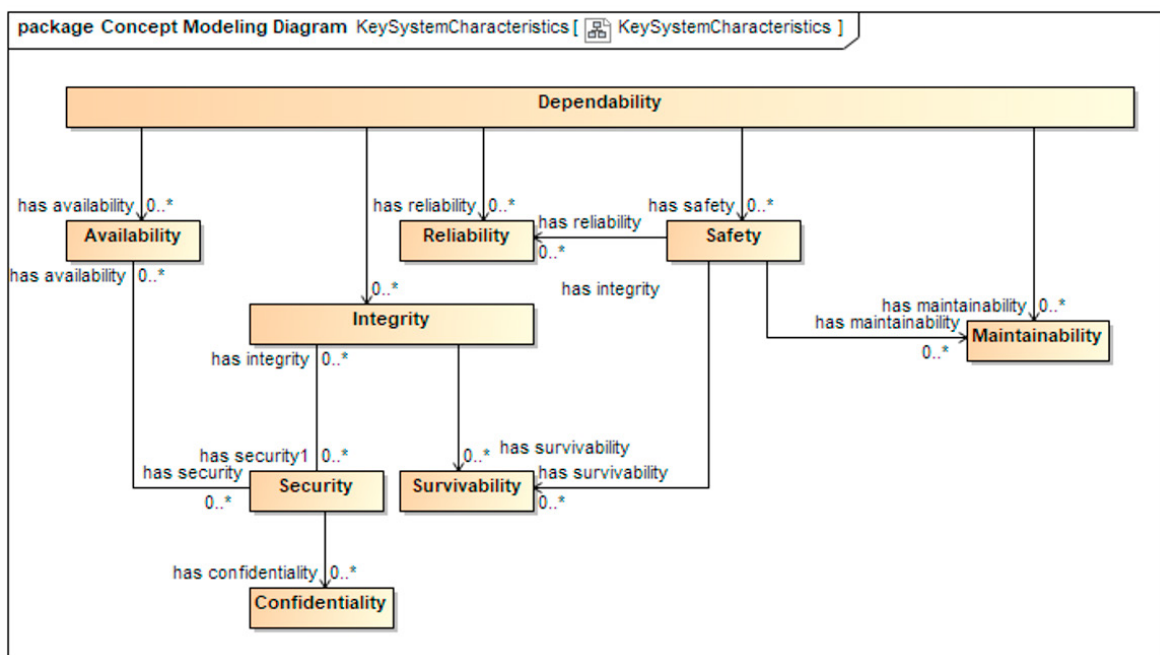 package Concept Modeling Diagram KeySystemCharacteristics [ KeySystemCharacteristics ]
Dependability
has availability 0..*
has reliability 0..*
has safety 0..*
Availability
Reliability
has reliability
0..*
Safety
has availability 0..*
has integrity
0..*
Integrity
has maintainability 0..*
has maintainability
0..*
Maintainability
has integrity 0..*
has security1 0..*
has security
0..*
Security
0..* has survivability
has survivability
0..*
Survivability
has confidentiality 0..*
Confidentiality